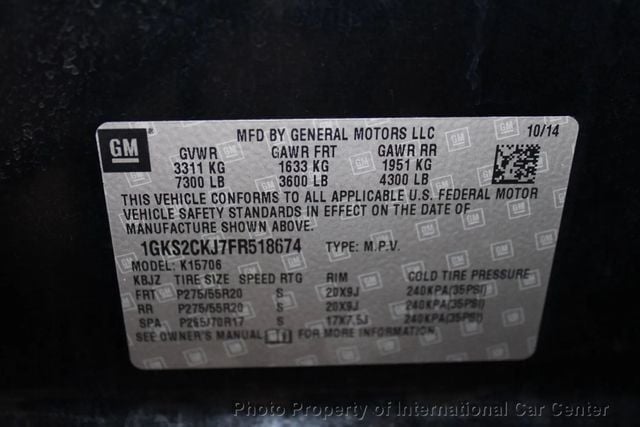 GM
MFD BY GENERAL MOTORS LLC 10/14
GVWR GAWR FRT GAWR RR
3311 KG 1633 KG 1951 KG
7300 LB 3600 LB 4300 LB
THIS VEHICLE CONFORMS TO ALL APPLICABLE U.S. FEDERAL MOTOR
VEHICLE SAFETY STANDARDS IN EFFECT ON THE DATE OF
MANUFACTURE SHOWN ABOVE.
1GKS2CKJ7FR518674 TYPE: M.P.V.
MODEL: K15706
KBJZ TIRE SIZE SPEED RTG RIM COLD TIRE PRESSURE
FRT P275/55R20 S 20X9J 240KPA(35PSI)
RR P275/55R20 S 20X9J 240KPA(35PSI)
SPA P265/70R17 S 17X7.5J 240KPA(35PSI)
SEE OWNER'S MANUAL FOR MORE INFORMATION
Photo Property of International Car Center